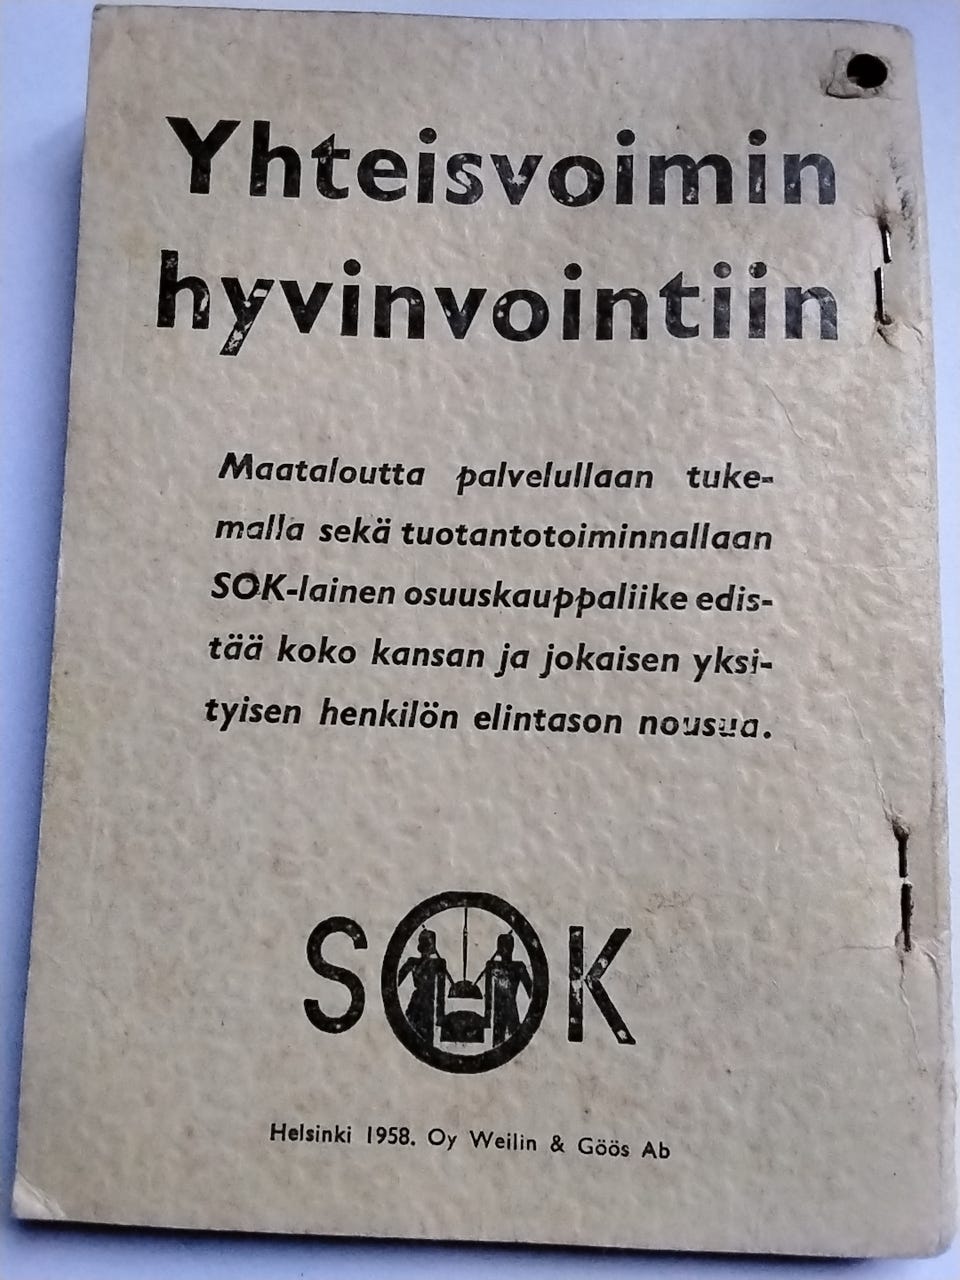 Yhteisvoimin
hyvinvointiin
Maataloutta palvelullaan tuke-
malla sekä tuotantotoiminnallaan
SOK-lainen osuuskauppaliike edis-
tää koko kansan ja jokaisen yksi-
tyisen henkilön elintason nousua.
SOK
Helsinki 1958. Oy Weilin & Göös Ab